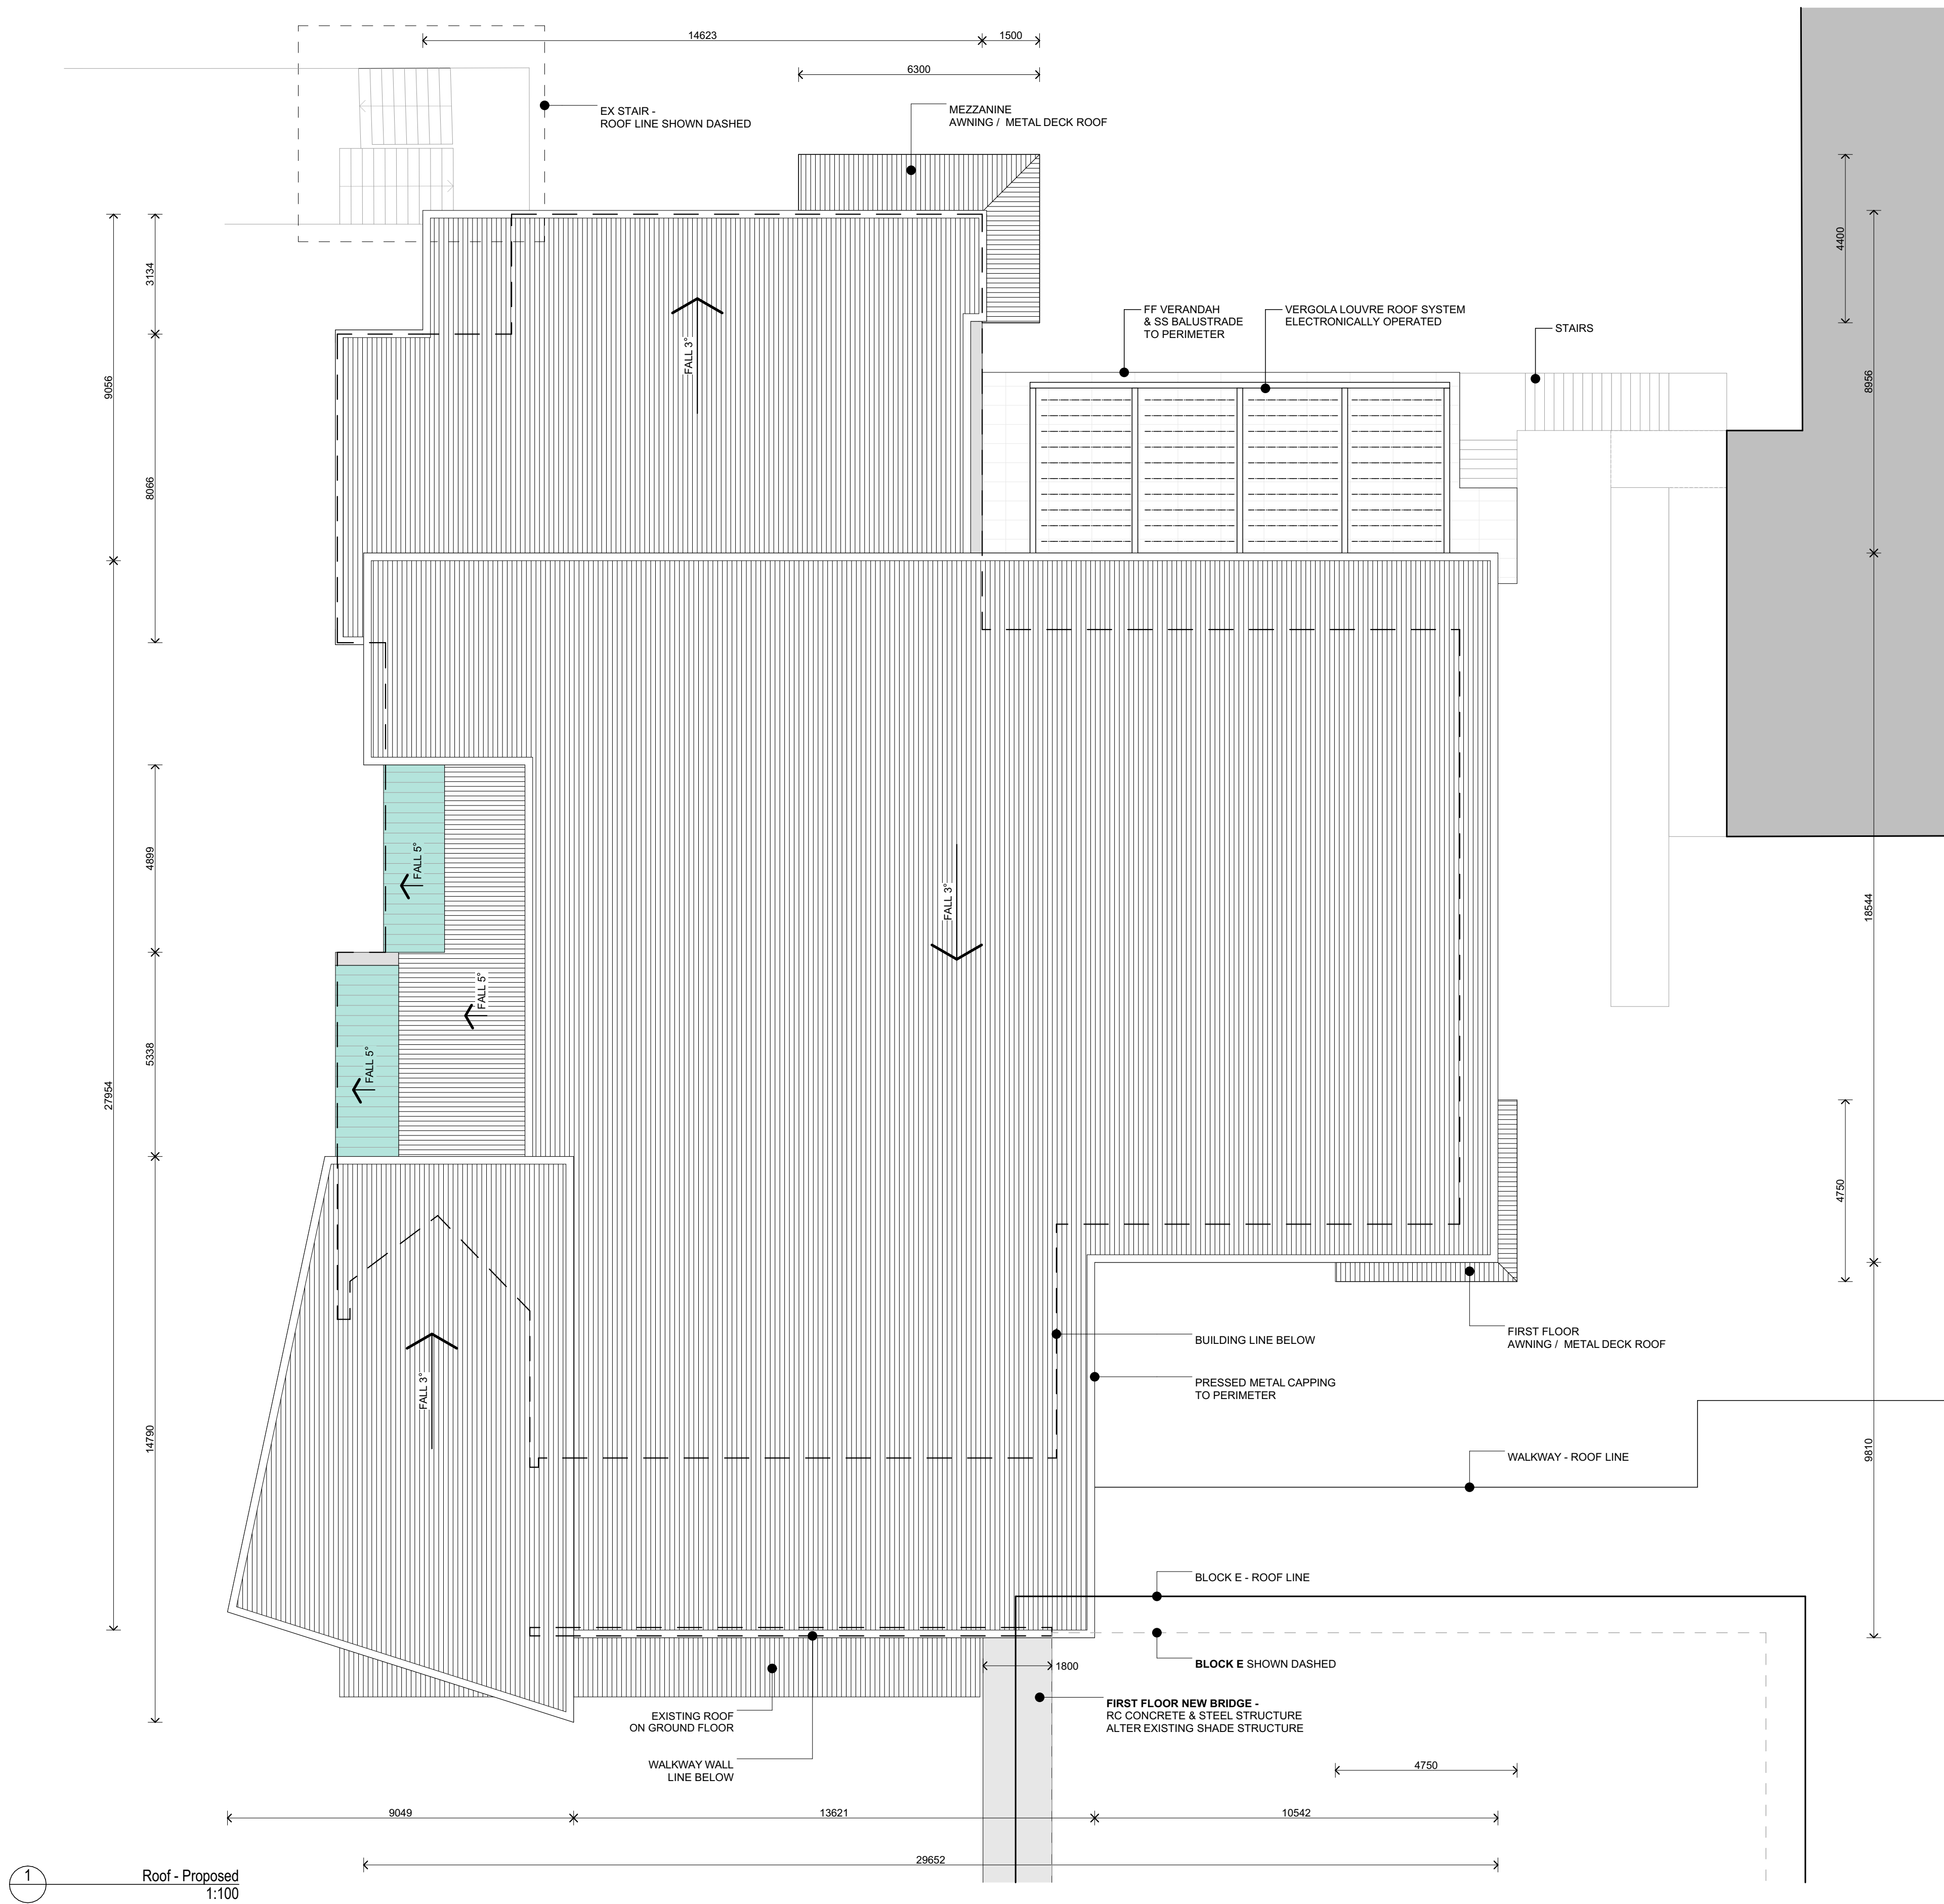 14623
1500
6300
EX STAIR -
ROOF LINE SHOWN DASHED
MEZZANINE
AWNING / METAL DECK ROOF
4400
3134
9056
8066
8956
FALL 3°
FF VERANDAH
& SS BALUSTRADE
TO PERIMETER
VERGOLA LOUVRE ROOF SYSTEM
ELECTRONICALLY OPERATED
STAIRS
4899
FALL 5°
FALL 3°
18544
FALL 5°
5338
FALL 5°
27954
4750
FIRST FLOOR
AWNING / METAL DECK ROOF
BUILDING LINE BELOW
PRESSED METAL CAPPING
TO PERIMETER
FALL 3°
14790
9810
WALKWAY - ROOF LINE
BLOCK E - ROOF LINE
BLOCK E SHOWN DASHED
1800
FIRST FLOOR NEW BRIDGE -
RC CONCRETE & STEEL STRUCTURE
ALTER EXISTING SHADE STRUCTURE
EXISTING ROOF
ON GROUND FLOOR
WALKWAY WALL
LINE BELOW
4750
9049
13621
10542
29652
1
Roof - Proposed
1:100